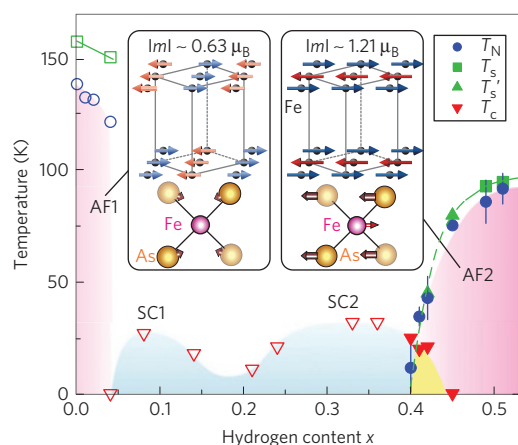 |m| ~ 0.63 μB
|m| ~ 1.21 μB
TN
Ts
Ts′
Tc
Fe
Fe
As
Fe
As
AF1
AF2
SC1
SC2
150
100
50
0
Temperature (K)
0.0
0.1
0.2
0.3
0.4
0.5
Hydrogen content x